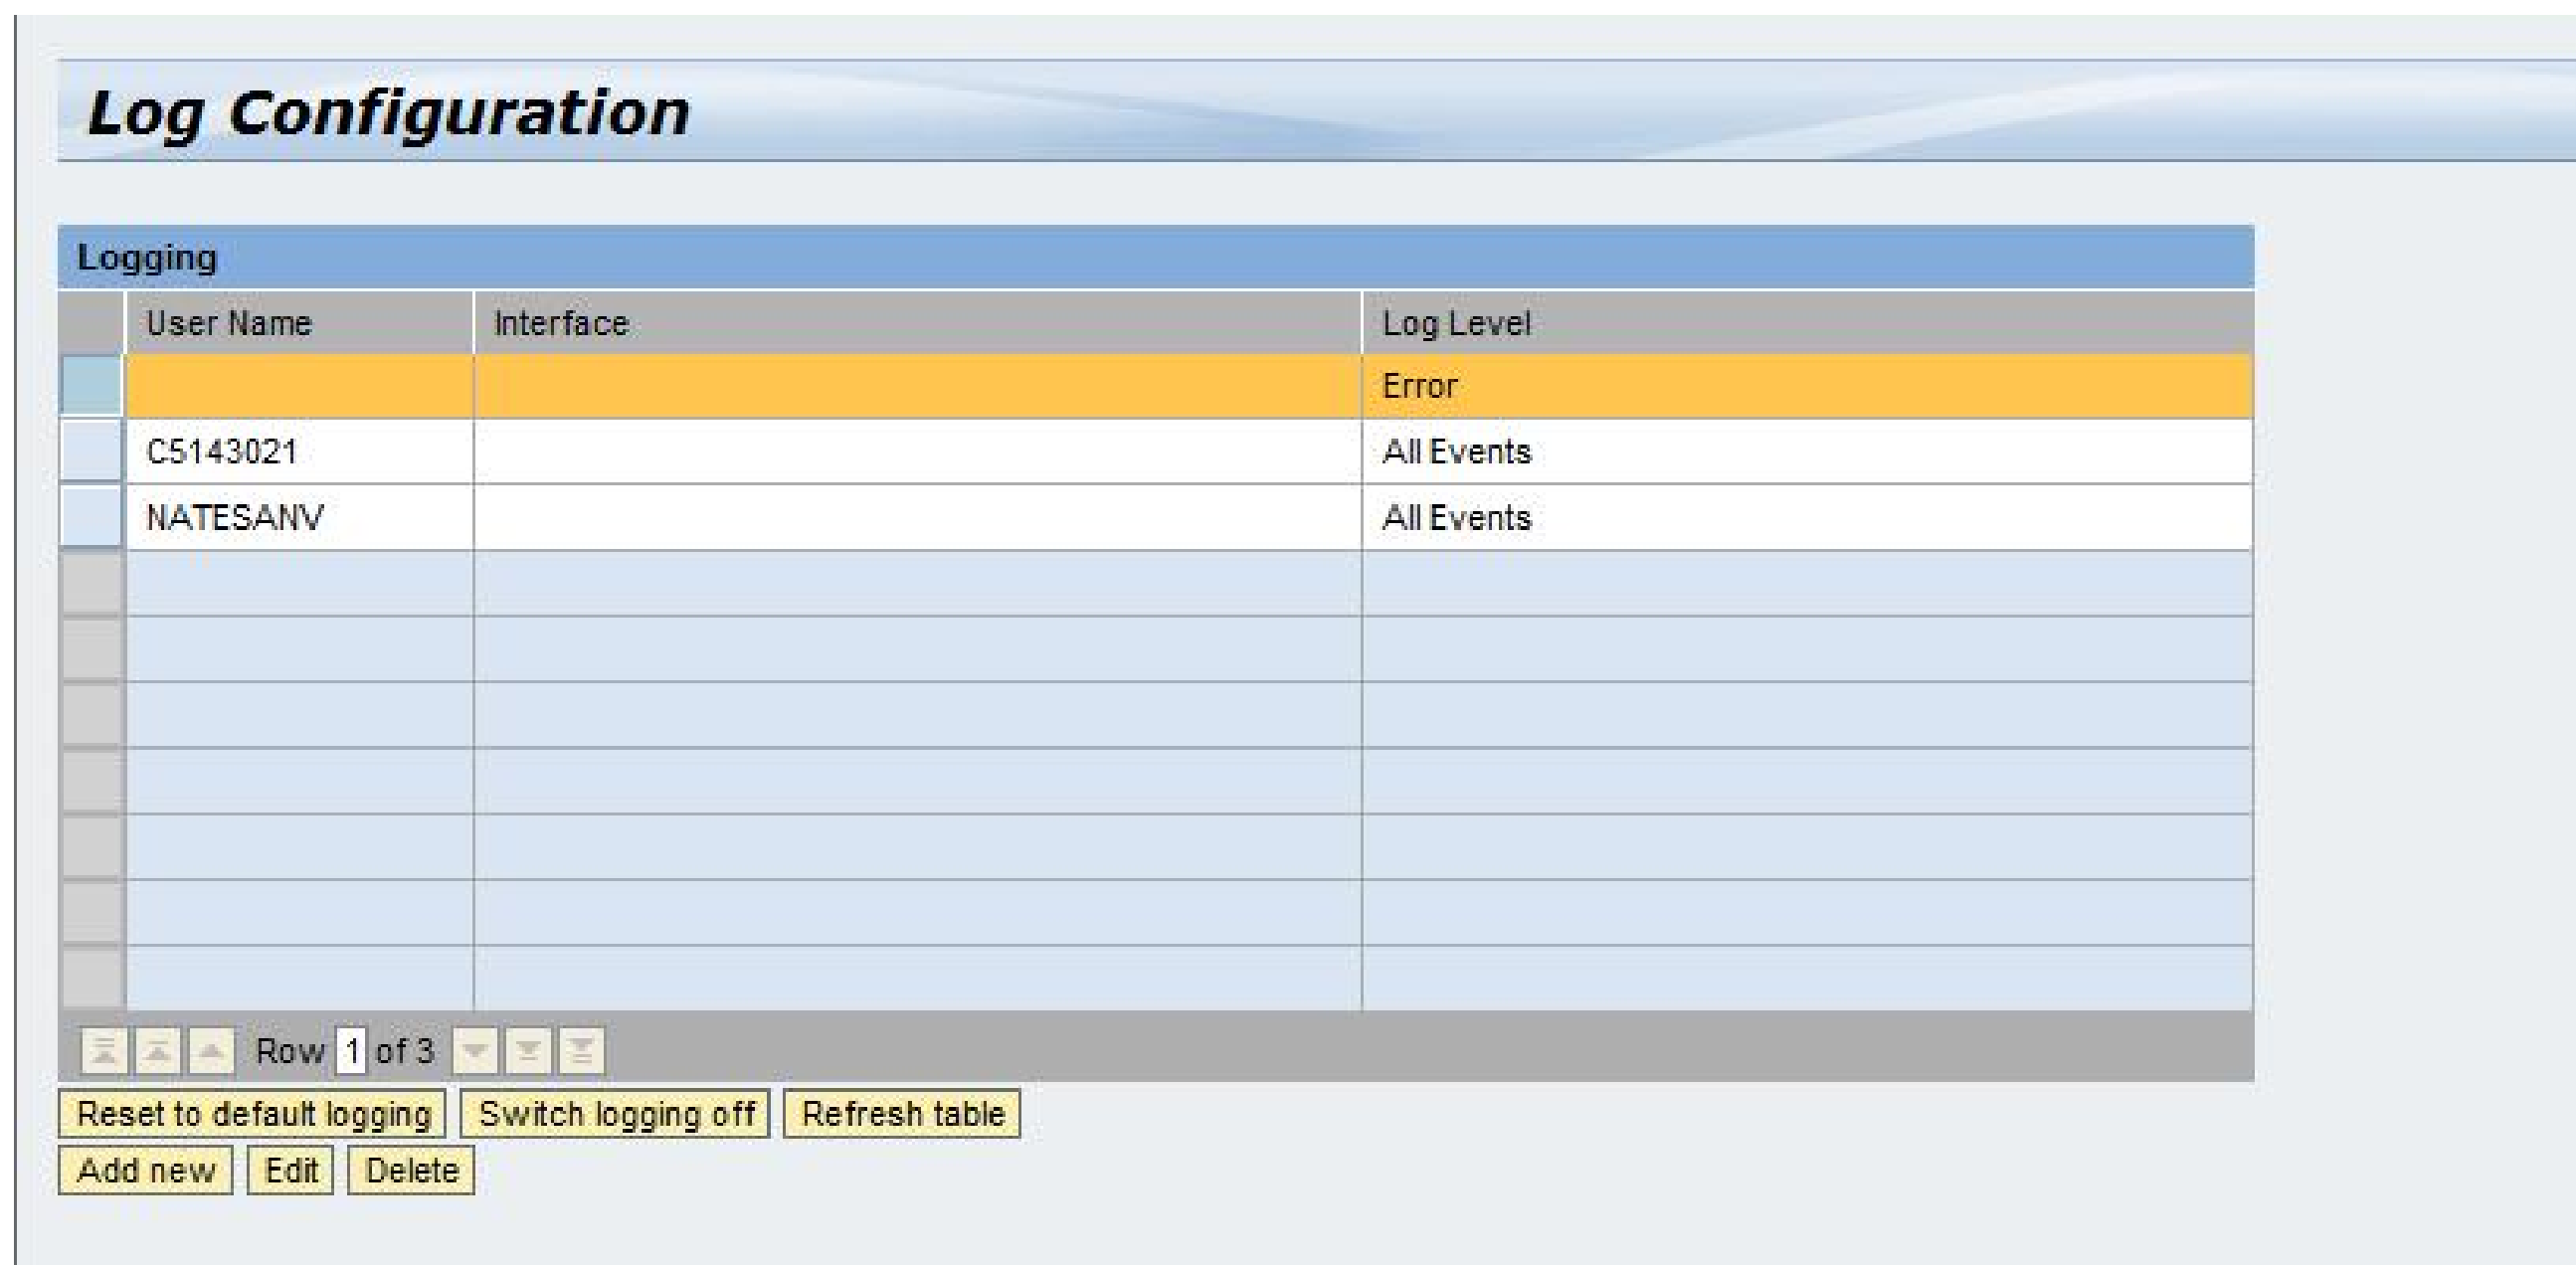 Log Configuration
Logging
User Name Interface Log Level
Error
C5143021 All Events
NATESANV All Events
Row 1 of 3
Reset to default logging Switch logging off Refresh table
Add new Edit Delete